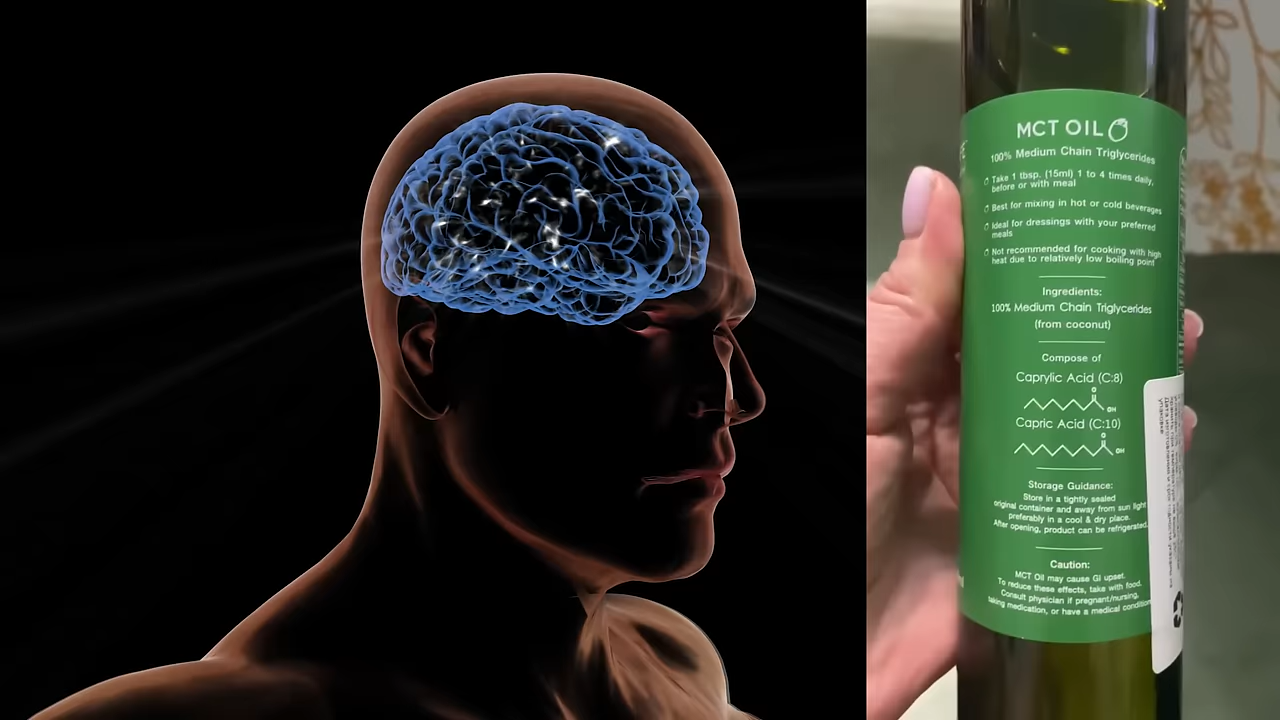 MCT OIL
100% Medium Chain Triglycerides
Take 1 tbsp. (15ml) 1 to 4 times daily,
before or with meal
Best for mixing in hot or cold beverages
Ideal for dressings with your preferred
meals
Not recommended for cooking with high
heat due to relatively low boiling point
Ingredients:
100% Medium Chain Triglycerides
(from coconut)
Compose of
Caprylic Acid (C:8)
O
OH
Capric Acid (C:10)
O
OH
Storage Guidance:
Store in a tightly sealed
original container and away from sun light
preferably in a cool & dry place.
After opening, product can be refrigerated.
Caution:
MCT Oil may cause GI upset.
To reduce these effects, take with food.
Consult physician if pregnant/nursing,
taking medication, or have a medical condition